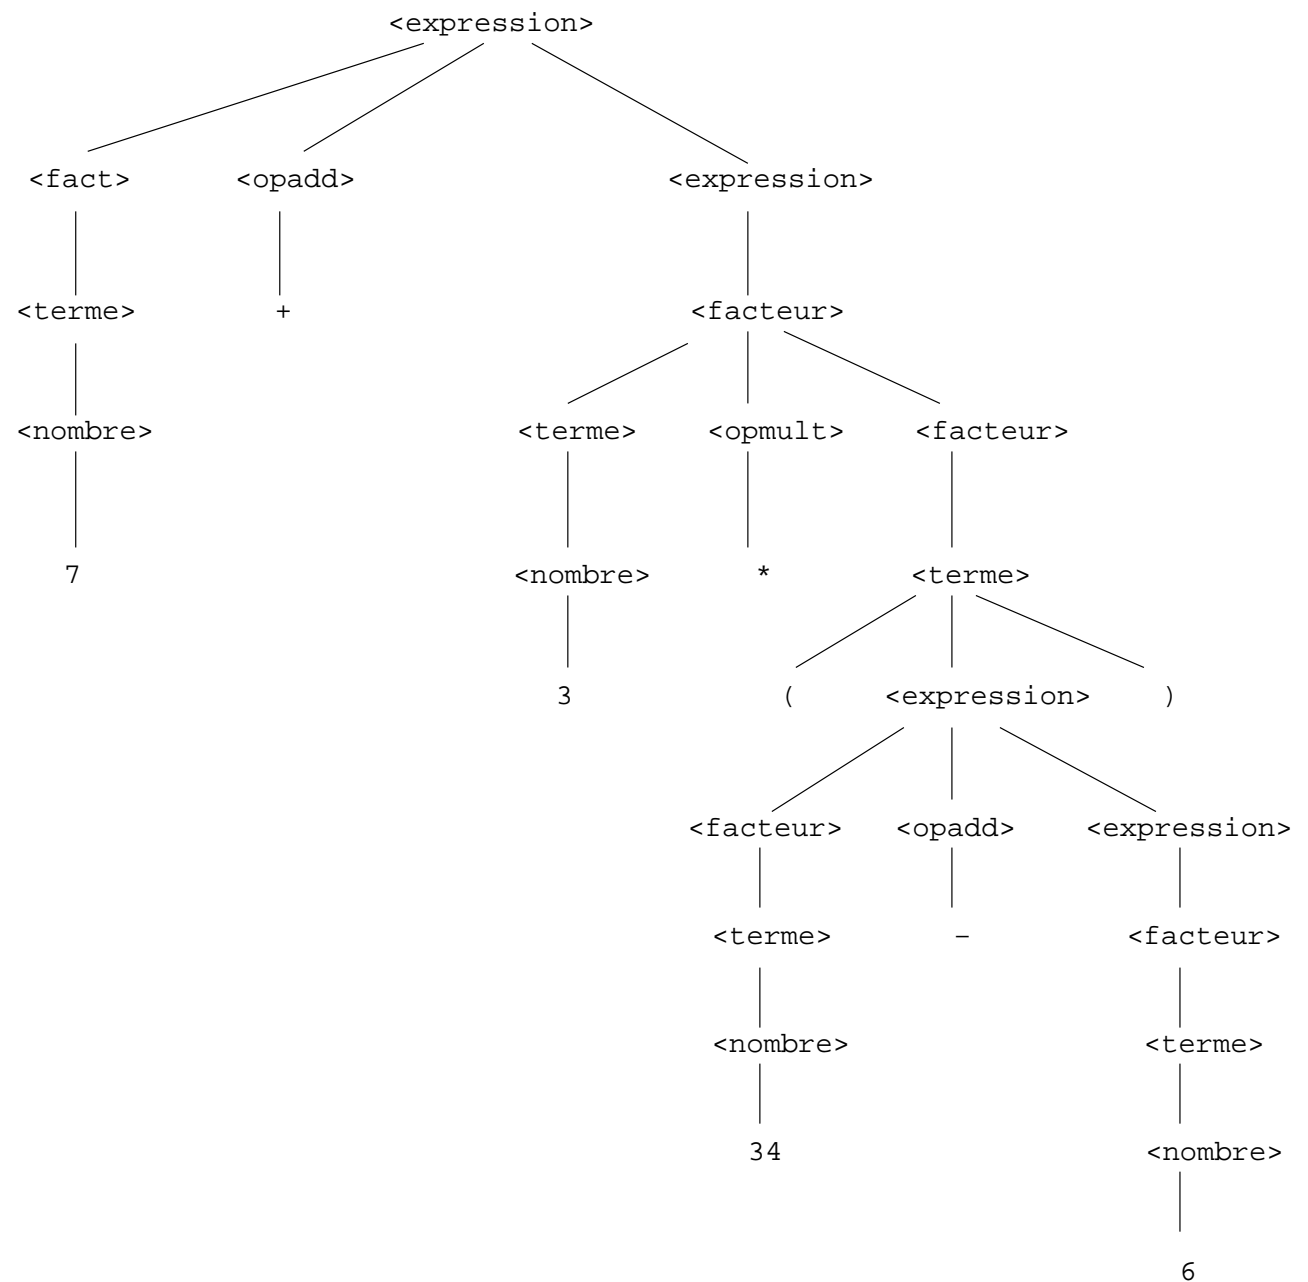 <expression>
<fact> <opadd> <expression>
<terme> + <facteur>
<nombre> <terme> <opmult> <facteur>
7 <nombre> * <terme>
3 ( <expression> )
<facteur> <opadd> <expression>
<terme> − <facteur>
<nombre> <terme>
34 <nombre>
6